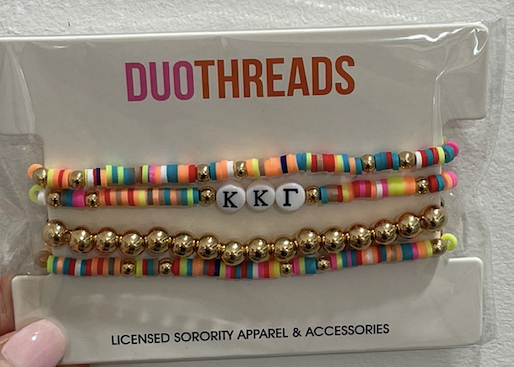 DUOTHREADS
ΚΚΓ
LICENSED SORORITY APPAREL & ACCESSORIES